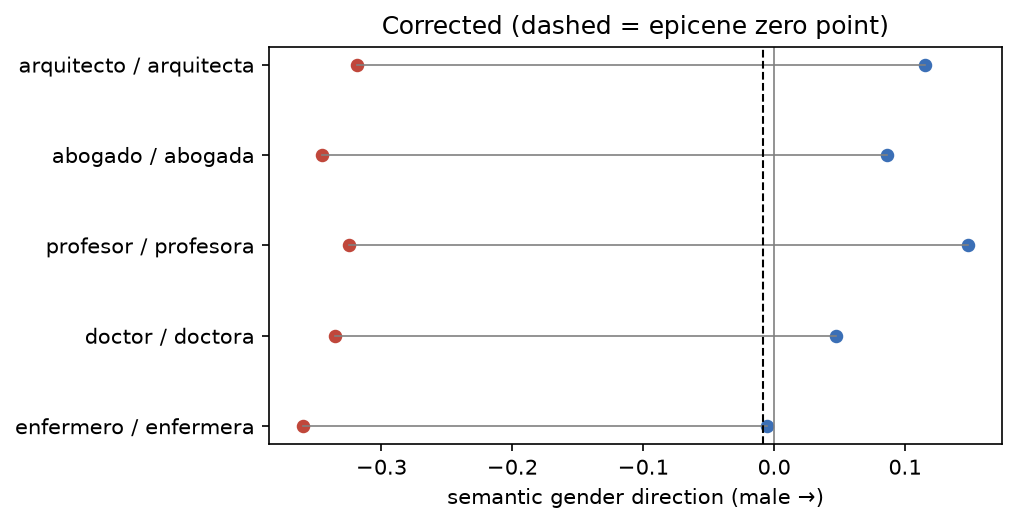 Corrected (dashed = epicene zero point)
arquitecto / arquitecta
abogado / abogada
profesor / profesora
doctor / doctora
enfermero / enfermera
−0.3 −0.2 −0.1 0.0 0.1
semantic gender direction (male →)